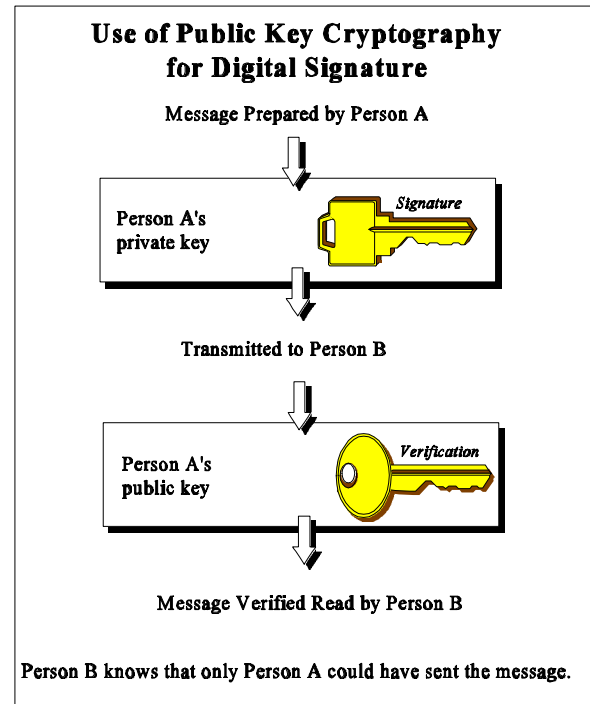 Use of Public Key Cryptography
for Digital Signature
Message Prepared by Person A
Person A's
private key
Signature
Transmitted to Person B
Person A's
public key
Verification
Message Verified Read by Person B
Person B knows that only Person A could have sent the message.